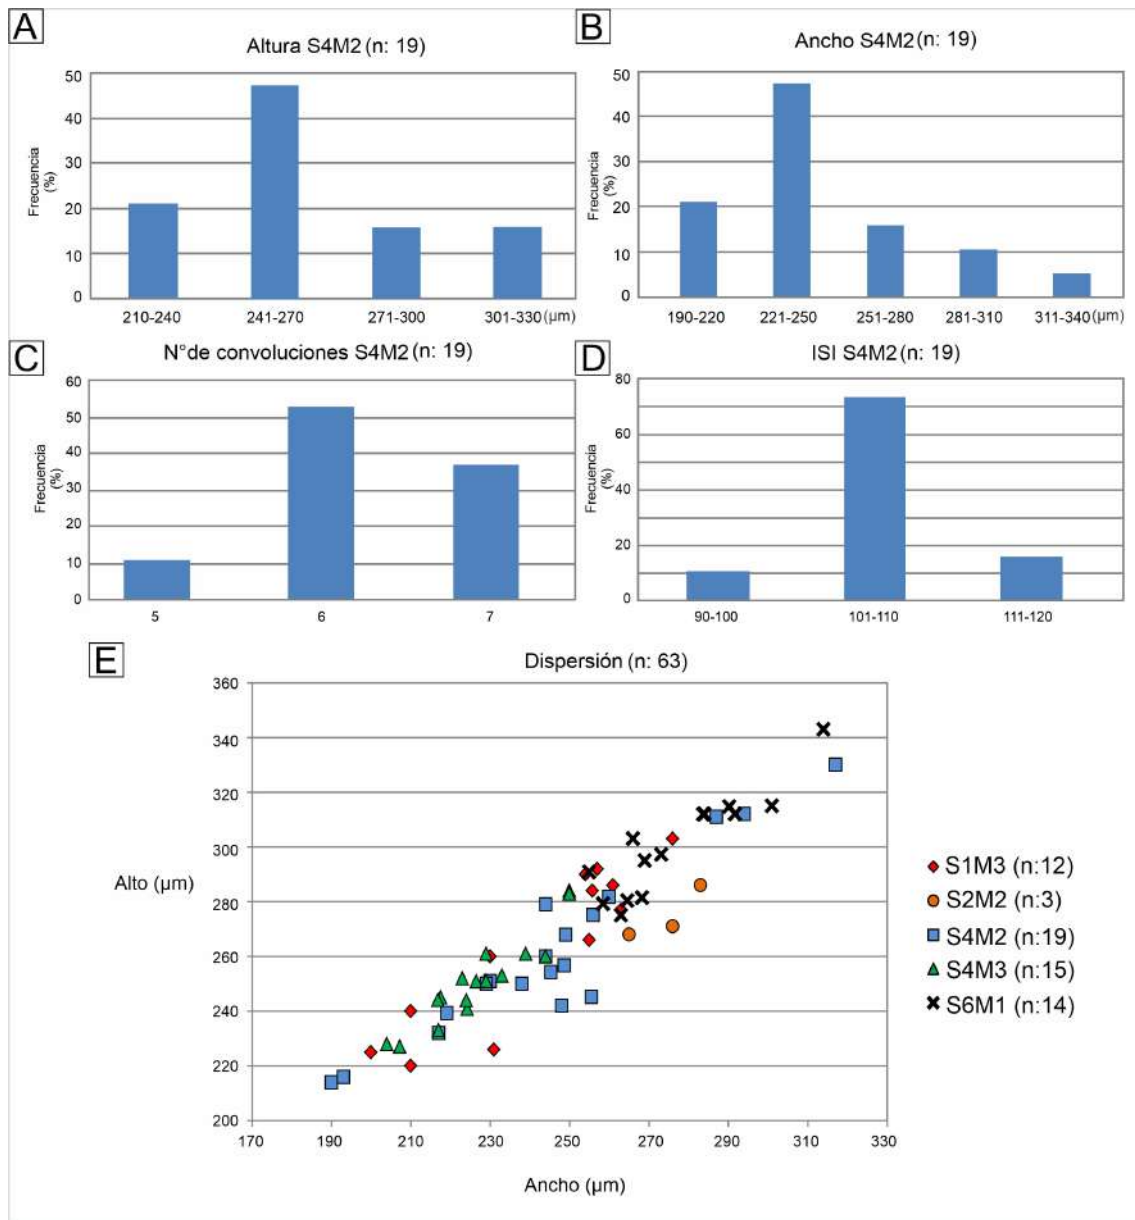 A
Altura S4M2 (n: 19)
Frecuencia
(%)
50
40
30
20
10
0
210-240 241-270 271-300 301-330(µm)
B
Ancho S4M2 (n: 19)
Frecuencia
(%)
50
40
30
20
10
0
190-220 221-250 251-280 281-310 311-340(µm)
C
N°de convoluciones S4M2 (n: 19)
Frecuencia
(%)
60
50
40
30
20
10
0
5 6 7
D
ISI S4M2 (n: 19)
Frecuencia
(%)
80
60
40
20
0
90-100 101-110 111-120
E
Dispersión (n: 63)
Alto (µm)
360
340
320
300
280
260
240
220
200
170 190 210 230 250 270 290 310 330
Ancho (µm)
S1M3 (n:12)
S2M2 (n:3)
S4M2 (n:19)
S4M3 (n:15)
S6M1 (n:14)